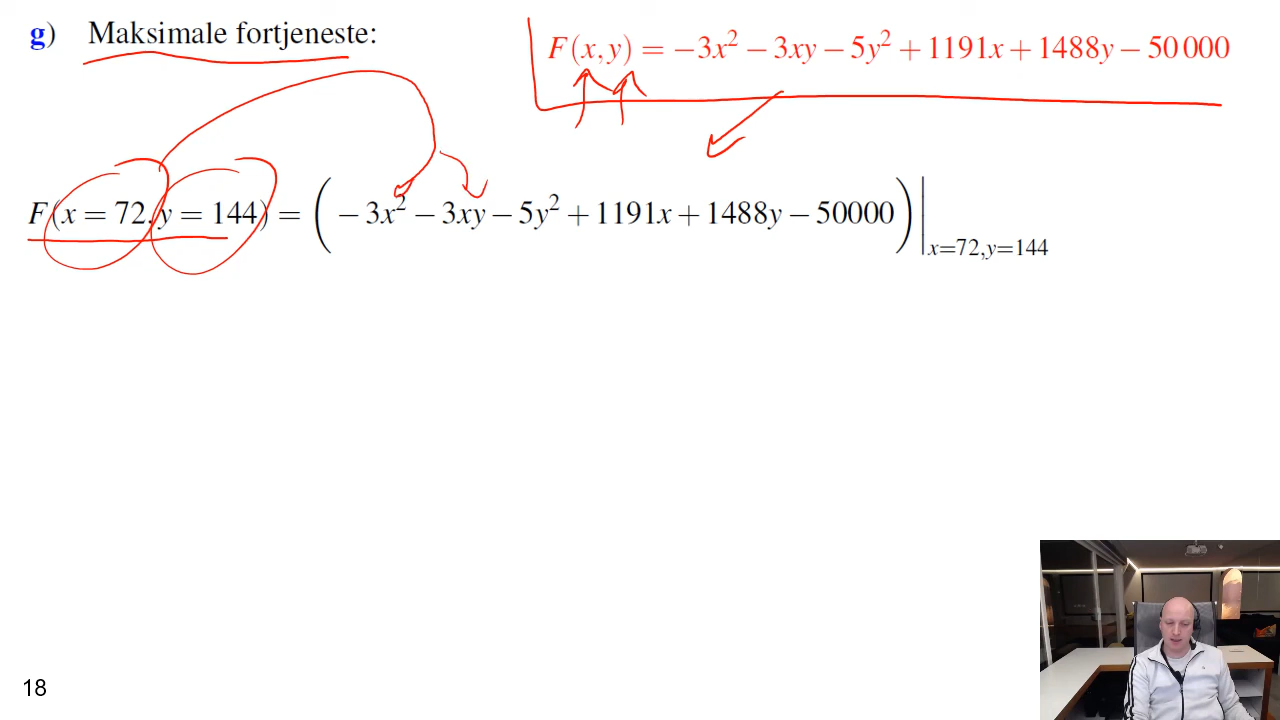 g) Maksimale fortjeneste:
F(x,y) = −3x² − 3xy − 5y² + 1191x + 1488y − 50 000
F(x = 72, y = 144) = ( − 3x² − 3xy − 5y² + 1191x + 1488y − 50000 ) | x=72,y=144
18